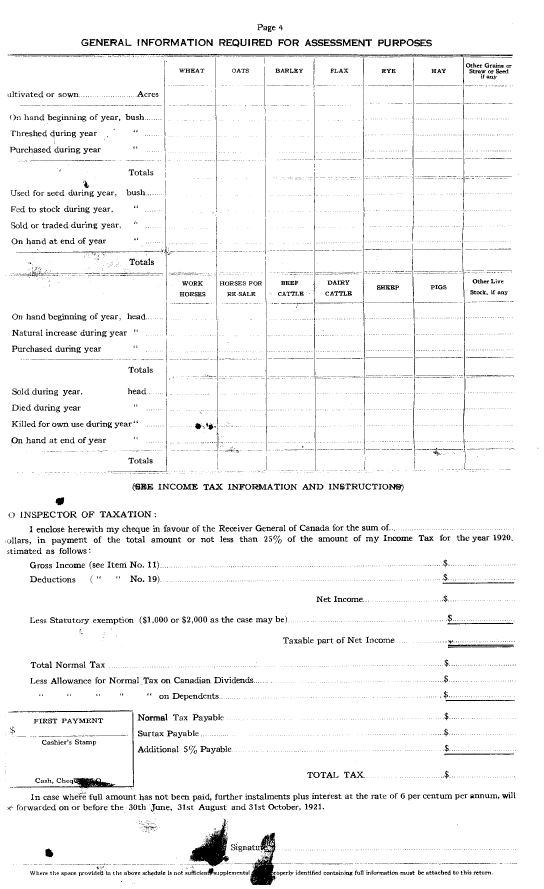 Page 4
GENERAL INFORMATION REQUIRED FOR ASSESSMENT PURPOSES
WHEAT OATS BARLEY FLAX RYE HAY Other Grains or Straw or Seed if any
ultivated or sown Acres
On hand beginning of year, bush.
Threshed during year "
Purchased during year "
Totals
Used for seed during year, bush.
Fed to stock during year. "
Sold or traded during year. "
On hand at end of year "
Totals
WORK HORSES HORSES FOR RE-SALE BEEF CATTLE DAIRY CATTLE SHEEP PIGS Other Live Stock, if any
On hand beginning of year, head
Natural increase during year "
Purchased during year "
Totals
Sold during year. head
Died during year "
Killed for own use during year "
On hand at end of year "
Totals
(SEE INCOME TAX INFORMATION AND INSTRUCTIONS)
O INSPECTOR OF TAXATION:
I enclose herewith my cheque in favour of the Receiver General of Canada for the sum of
ollars, in payment of the total amount or not less than 25% of the amount of my Income Tax for the year 1920,
stimated as follows:
Gross Income (see Item No. 11) $
Deductions ( " " No. 19) $
Net Income $
Less Statutory exemption ($1,000 or $2,000 as the case may be) $
Taxable part of Net Income $
Total Normal Tax $
Less Allowance for Normal Tax on Canadian Dividends $
" " " " " on Dependents $
FIRST PAYMENT
$
Cashier's Stamp
Cash, Cheq
Normal Tax Payable $
Surtax Payable $
Additional 5% Payable $
TOTAL TAX $
In case where full amount has not been paid, further instalments plus interest at the rate of 6 per centum per annum, will
forwarded on or before the 30th June, 31st August and 31st October, 1921.
Signature
Where the space provided in the above schedule is not sufficient, supplemental properly identified containing full information must be attached to this return.